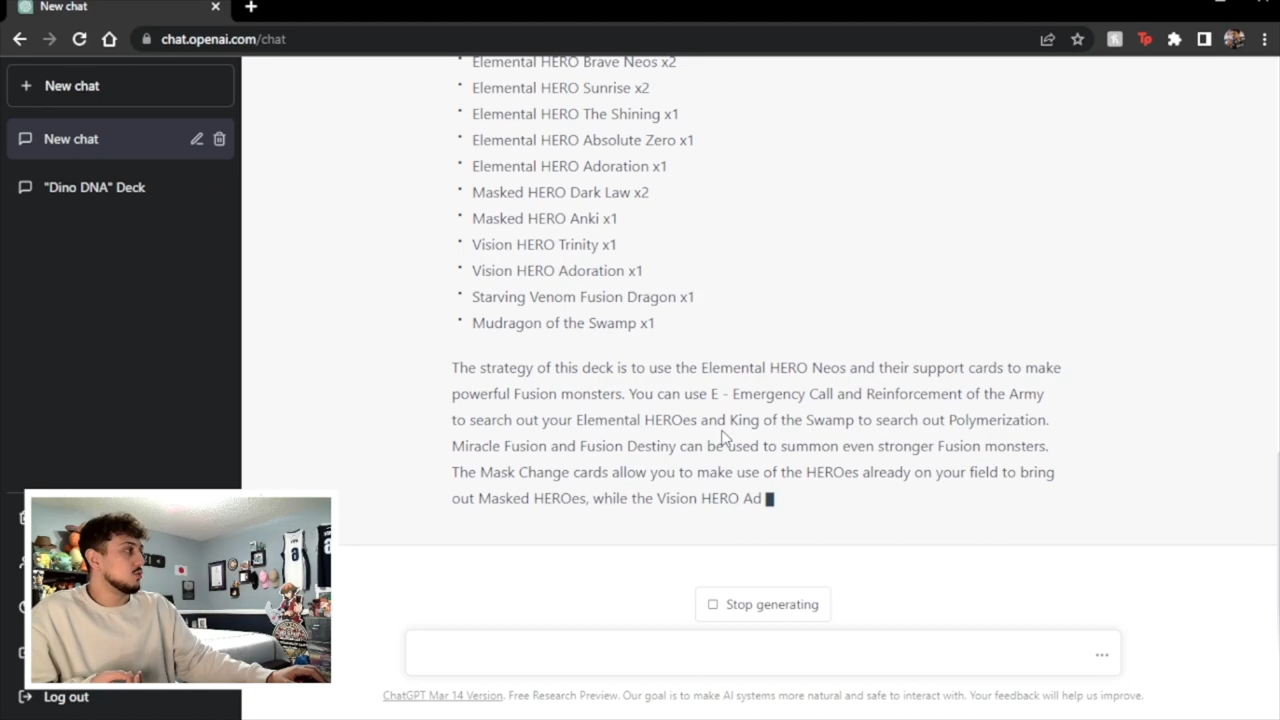 New chat
chat.openai.com/chat
New chat
New chat
"Dino DNA" Deck
Elemental HERO Brave Neos x2
Elemental HERO Sunrise x2
Elemental HERO The Shining x1
Elemental HERO Absolute Zero x1
Elemental HERO Adoration x1
Masked HERO Dark Law x2
Masked HERO Anki x1
Vision HERO Trinity x1
Vision HERO Adoration x1
Starving Venom Fusion Dragon x1
Mudragon of the Swamp x1
The strategy of this deck is to use the Elemental HERO Neos and their support cards to make
powerful Fusion monsters. You can use E - Emergency Call and Reinforcement of the Army
to search out your Elemental HEROes and King of the Swamp to search out Polymerization.
Miracle Fusion and Fusion Destiny can be used to summon even stronger Fusion monsters.
The Mask Change cards allow you to make use of the HEROes already on your field to bring
out Masked HEROes, while the Vision HERO Ad
Stop generating
Log out
ChatGPT Mar 14 Version. Free Research Preview. Our goal is to make AI systems more natural and safe to interact with. Your feedback will help us improve.